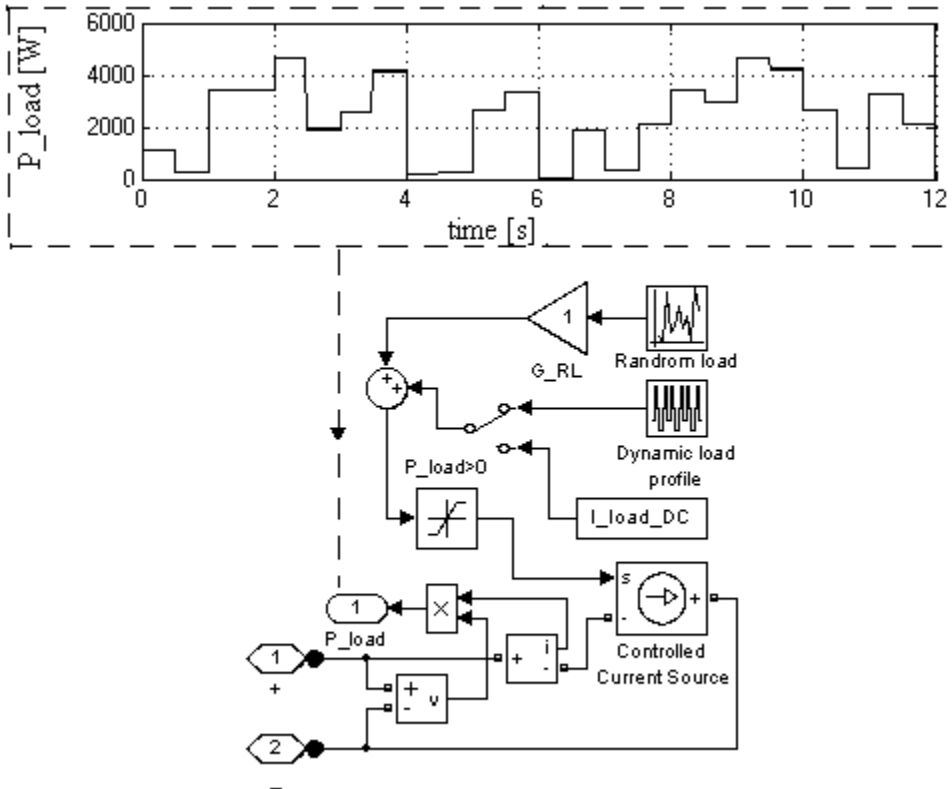 P_load [W]
6000
4000
2000
0
0 2 4 6 8 10 12
time [s]
1
G_RL
Randrom load
+
+
Dynamic load
profile
P_load>0
I_load_DC
s
+
-
Controlled
Current Source
1
P_load
×
1
+
+
i
-
+
-
v
2
-